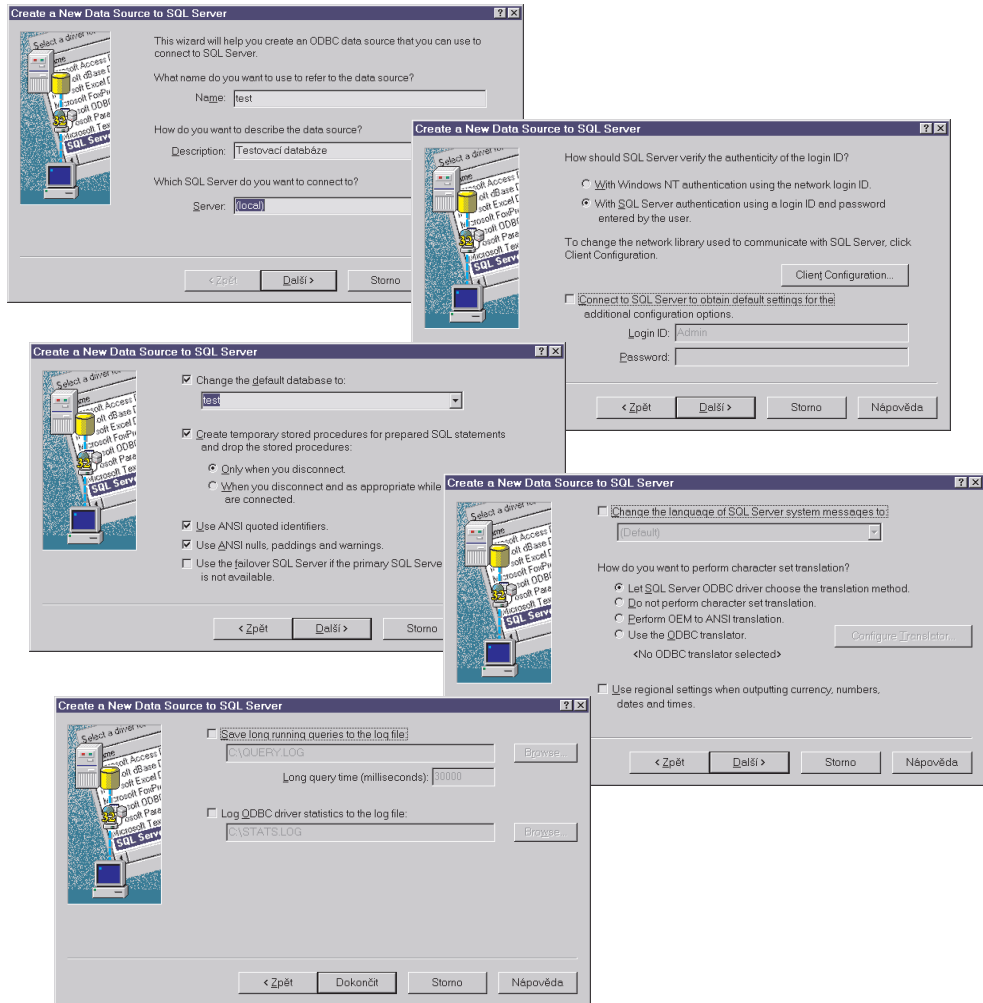 Create a New Data Source to SQL Server
This wizard will help you create an ODBC data source that you can use to
connect to SQL Server.
What name do you want to use to refer to the data source?
Name: test
How do you want to describe the data source?
Description: Testovací databáze
Which SQL Server do you want to connect to?
Server: (local)
< Zpět
Další >
Storno
Create a New Data Source to SQL Server
How should SQL Server verify the authenticity of the login ID?
With Windows NT authentication using the network login ID.
With SQL Server authentication using a login ID and password
entered by the user.
To change the network library used to communicate with SQL Server, click
Client Configuration.
Client Configuration...
Connect to SQL Server to obtain default settings for the
additional configuration options.
Login ID: Admin
Password:
< Zpět
Další >
Storno
Nápověda
Create a New Data Source to SQL Server
Change the default database to:
test
Create temporary stored procedures for prepared SQL statements
and drop the stored procedures:
Only when you disconnect.
When you disconnect and as appropriate while
are connected.
Use ANSI quoted identifiers.
Use ANSI nulls, paddings and warnings.
Use the failover SQL Server if the primary SQL Server
is not available.
< Zpět
Další >
Storno
Create a New Data Source to SQL Server
Change the language of SQL Server system messages to:
(Default)
How do you want to perform character set translation?
Let SQL Server ODBC driver choose the translation method.
Do not perform character set translation.
Perform OEM to ANSI translation.
Use the ODBC translator.
Configure Translator...
<No ODBC translator selected>
Use regional settings when outputting currency, numbers,
dates and times.
< Zpět
Další >
Storno
Nápověda
Create a New Data Source to SQL Server
Save long running queries to the log file:
C:\QUERY.LOG
Browse...
Long query time (milliseconds): 30000
Log ODBC driver statistics to the log file:
C:\STATS.LOG
Browse...
< Zpět
Dokončit
Storno
Nápověda